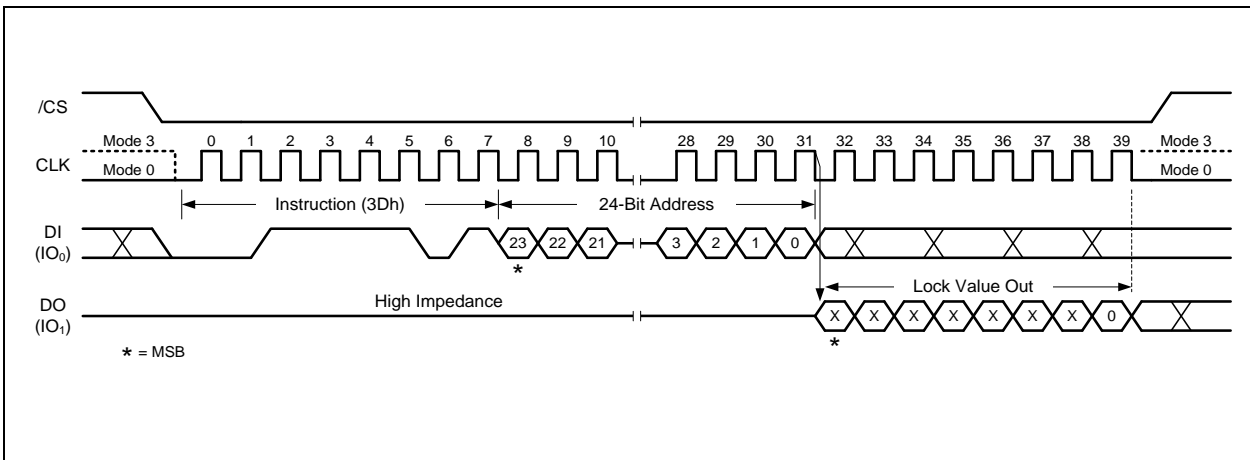 /CS
Mode 3 0 1 2 3 4 5 6 7 8 9 10 28 29 30 31 32 33 34 35 36 37 38 39 Mode 3
CLK Mode 0 Mode 0
Instruction (3Dh) 24-Bit Address
DI
(IO₀)
23 22 21 3 2 1 0
*
Lock Value Out
High Impedance
DO
(IO₁)
X X X X X X X 0
*
* = MSB